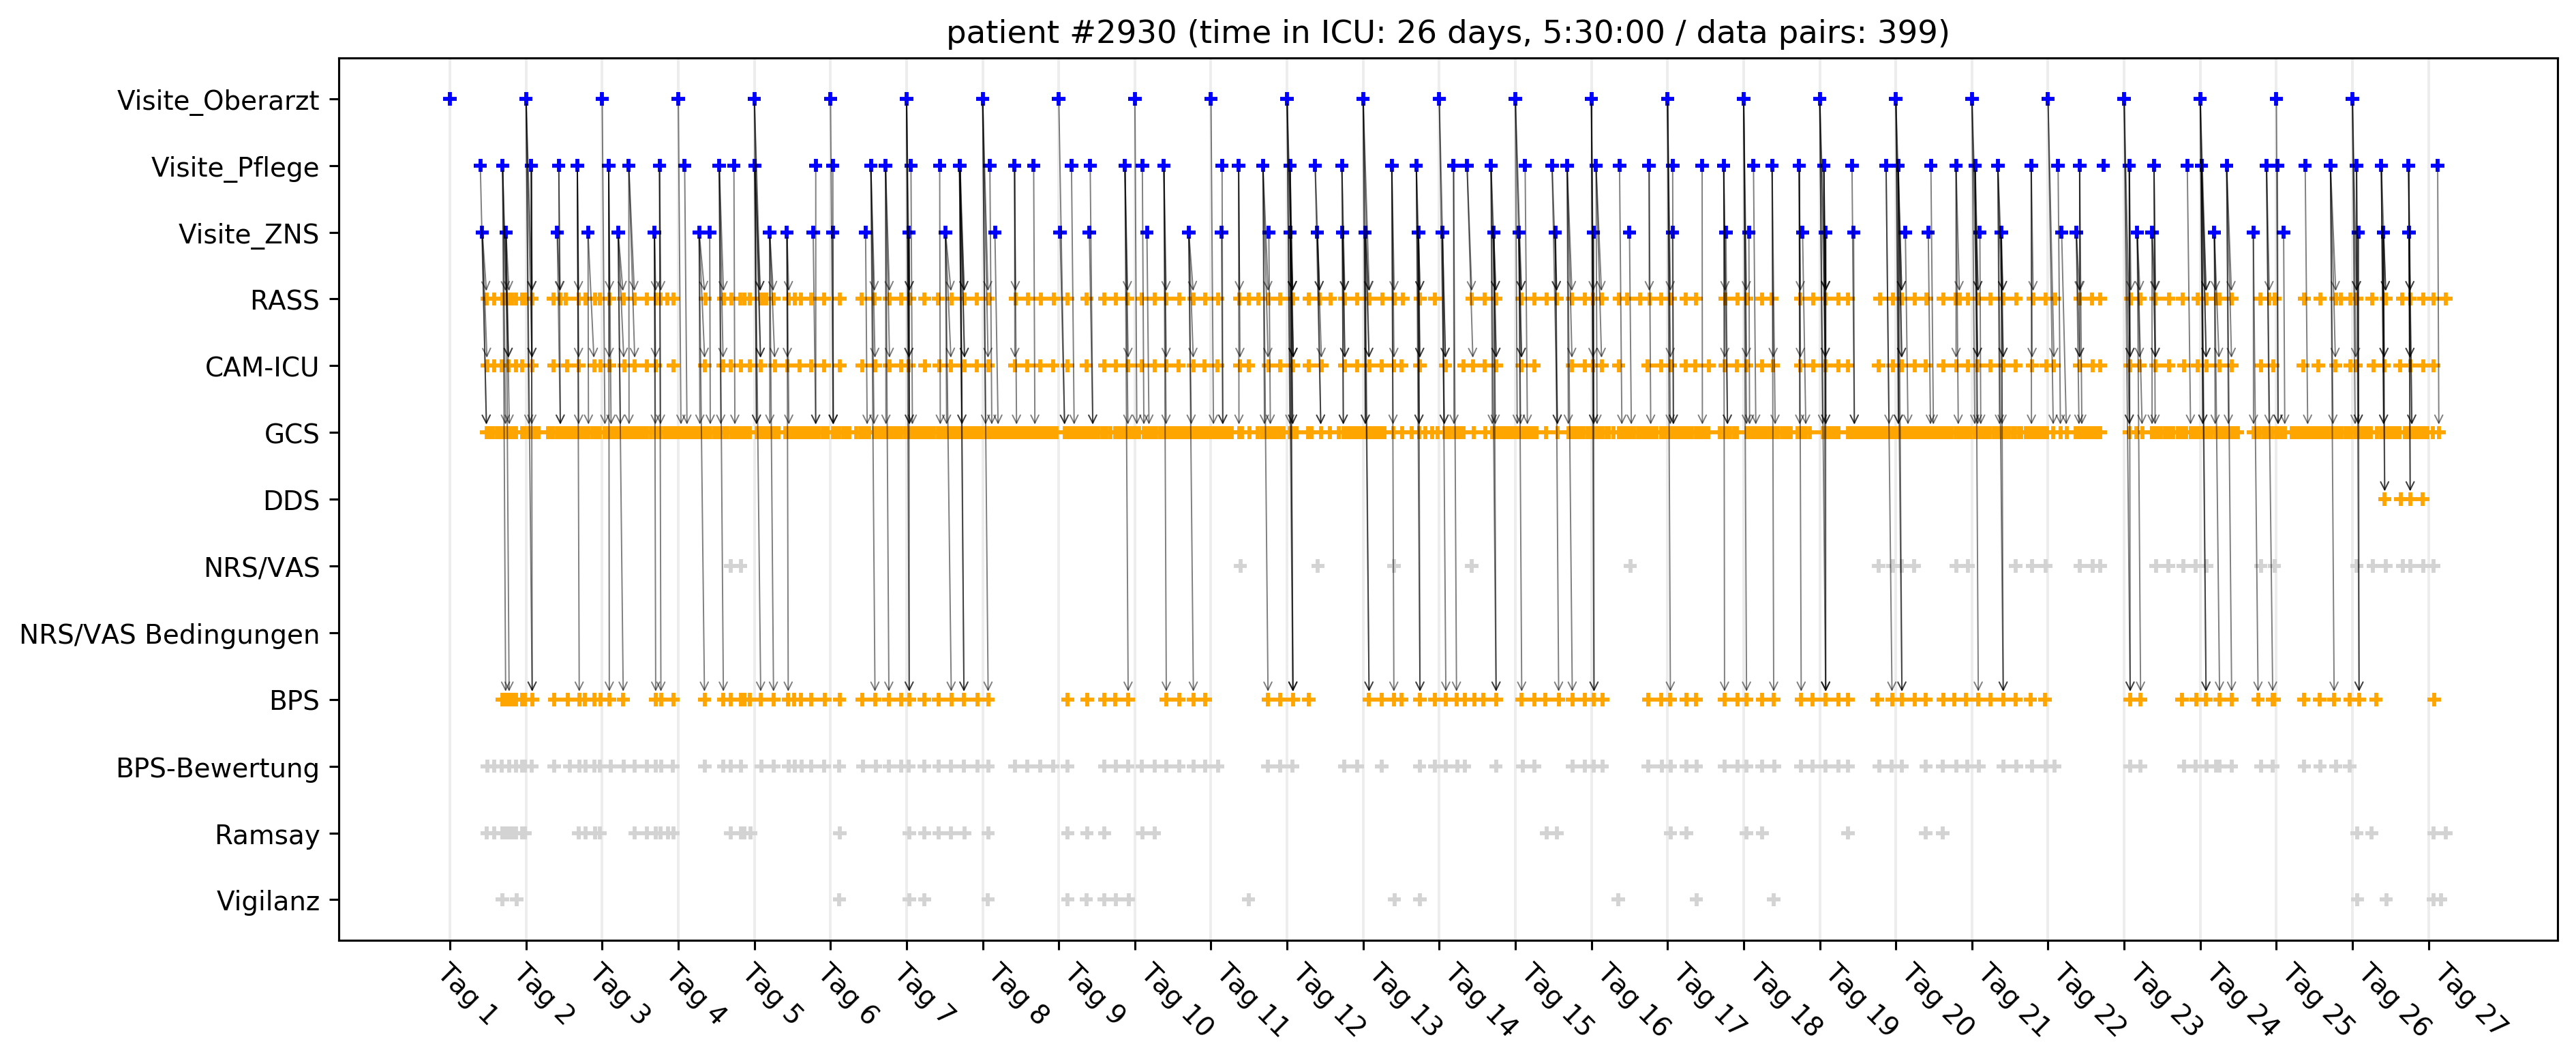 patient #2930 (time in ICU: 26 days, 5:30:00 / data pairs: 399)
Visite_Oberarzt
Visite_Pflege
Visite_ZNS
RASS
CAM-ICU
GCS
DDS
NRS/VAS
NRS/VAS Bedingungen
BPS
BPS-Bewertung
Ramsay
Vigilanz
Tag 1
Tag 2
Tag 3
Tag 4
Tag 5
Tag 6
Tag 7
Tag 8
Tag 9
Tag 10
Tag 11
Tag 12
Tag 13
Tag 14
Tag 15
Tag 16
Tag 17
Tag 18
Tag 19
Tag 20
Tag 21
Tag 22
Tag 23
Tag 24
Tag 25
Tag 26
Tag 27